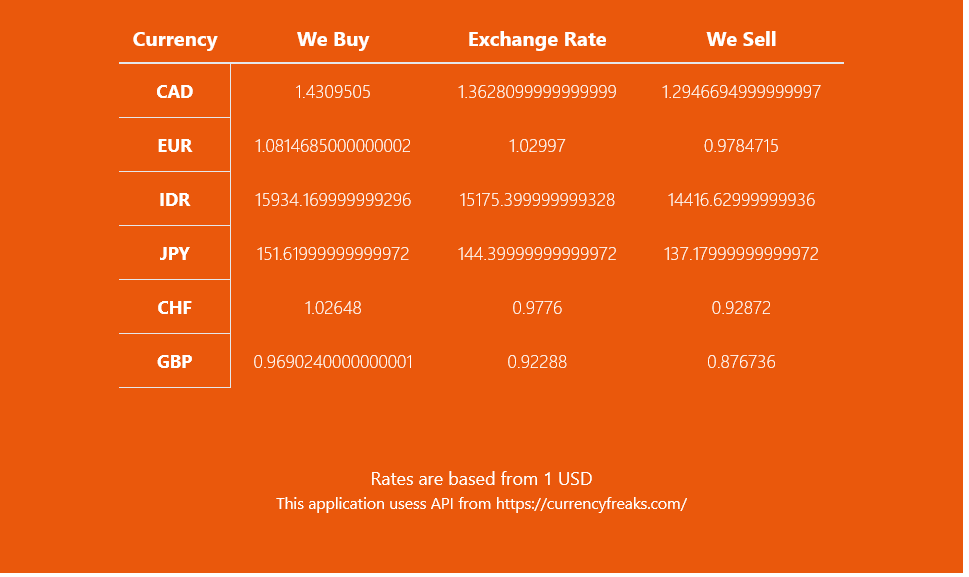 Currency We Buy Exchange Rate We Sell
CAD 1.4309505 1.3628099999999999 1.2946694999999997
EUR 1.0814685000000002 1.02997 0.9784715
IDR 15934.169999999296 15175.399999999328 14416.62999999936
JPY 151.61999999999972 144.39999999999972 137.17999999999972
CHF 1.02648 0.9776 0.92872
GBP 0.9690240000000001 0.92288 0.876736
Rates are based from 1 USD
This application usess API from https://currencyfreaks.com/